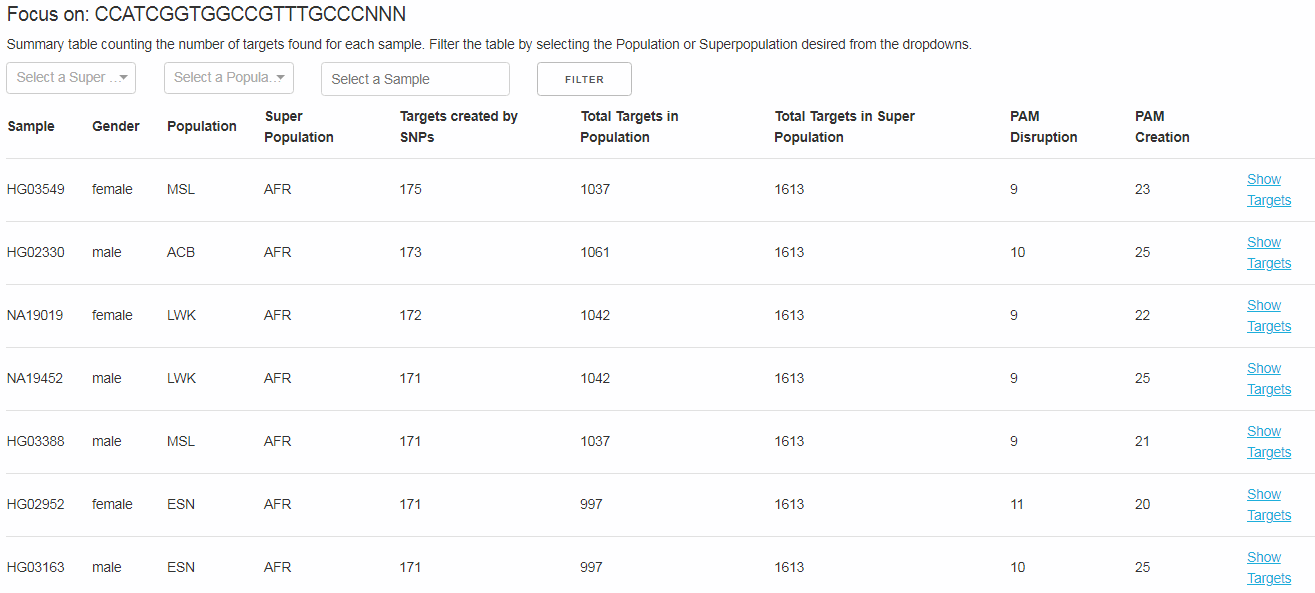 Focus on: CCATCGGTGGCCGTTTGCCCNNN
Summary table counting the number of targets found for each sample. Filter the table by selecting the Population or Superpopulation desired from the dropdowns.
Select a Super ... Select a Popula... Select a Sample FILTER
Sample Gender Population Super Population Targets created by SNPs Total Targets in Population Total Targets in Super Population PAM Disruption PAM Creation
HG03549 female MSL AFR 175 1037 1613 9 23 Show Targets
HG02330 male ACB AFR 173 1061 1613 10 25 Show Targets
NA19019 female LWK AFR 172 1042 1613 9 22 Show Targets
NA19452 male LWK AFR 171 1042 1613 9 25 Show Targets
HG03388 male MSL AFR 171 1037 1613 9 21 Show Targets
HG02952 female ESN AFR 171 997 1613 11 20 Show Targets
HG03163 male ESN AFR 171 997 1613 10 25 Show Targets